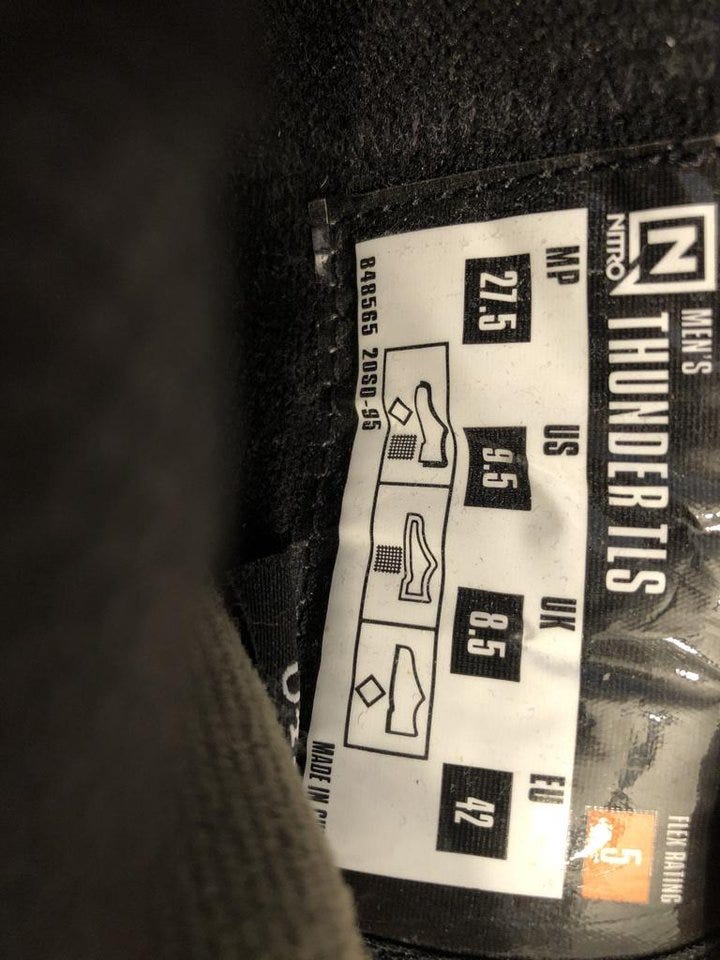 NITRO
MEN'S
THUNDER TLS
FLEX RATING
5
MP US UK EU
27.5 9.5 8.5 42
848565 20SO-95
MADE IN